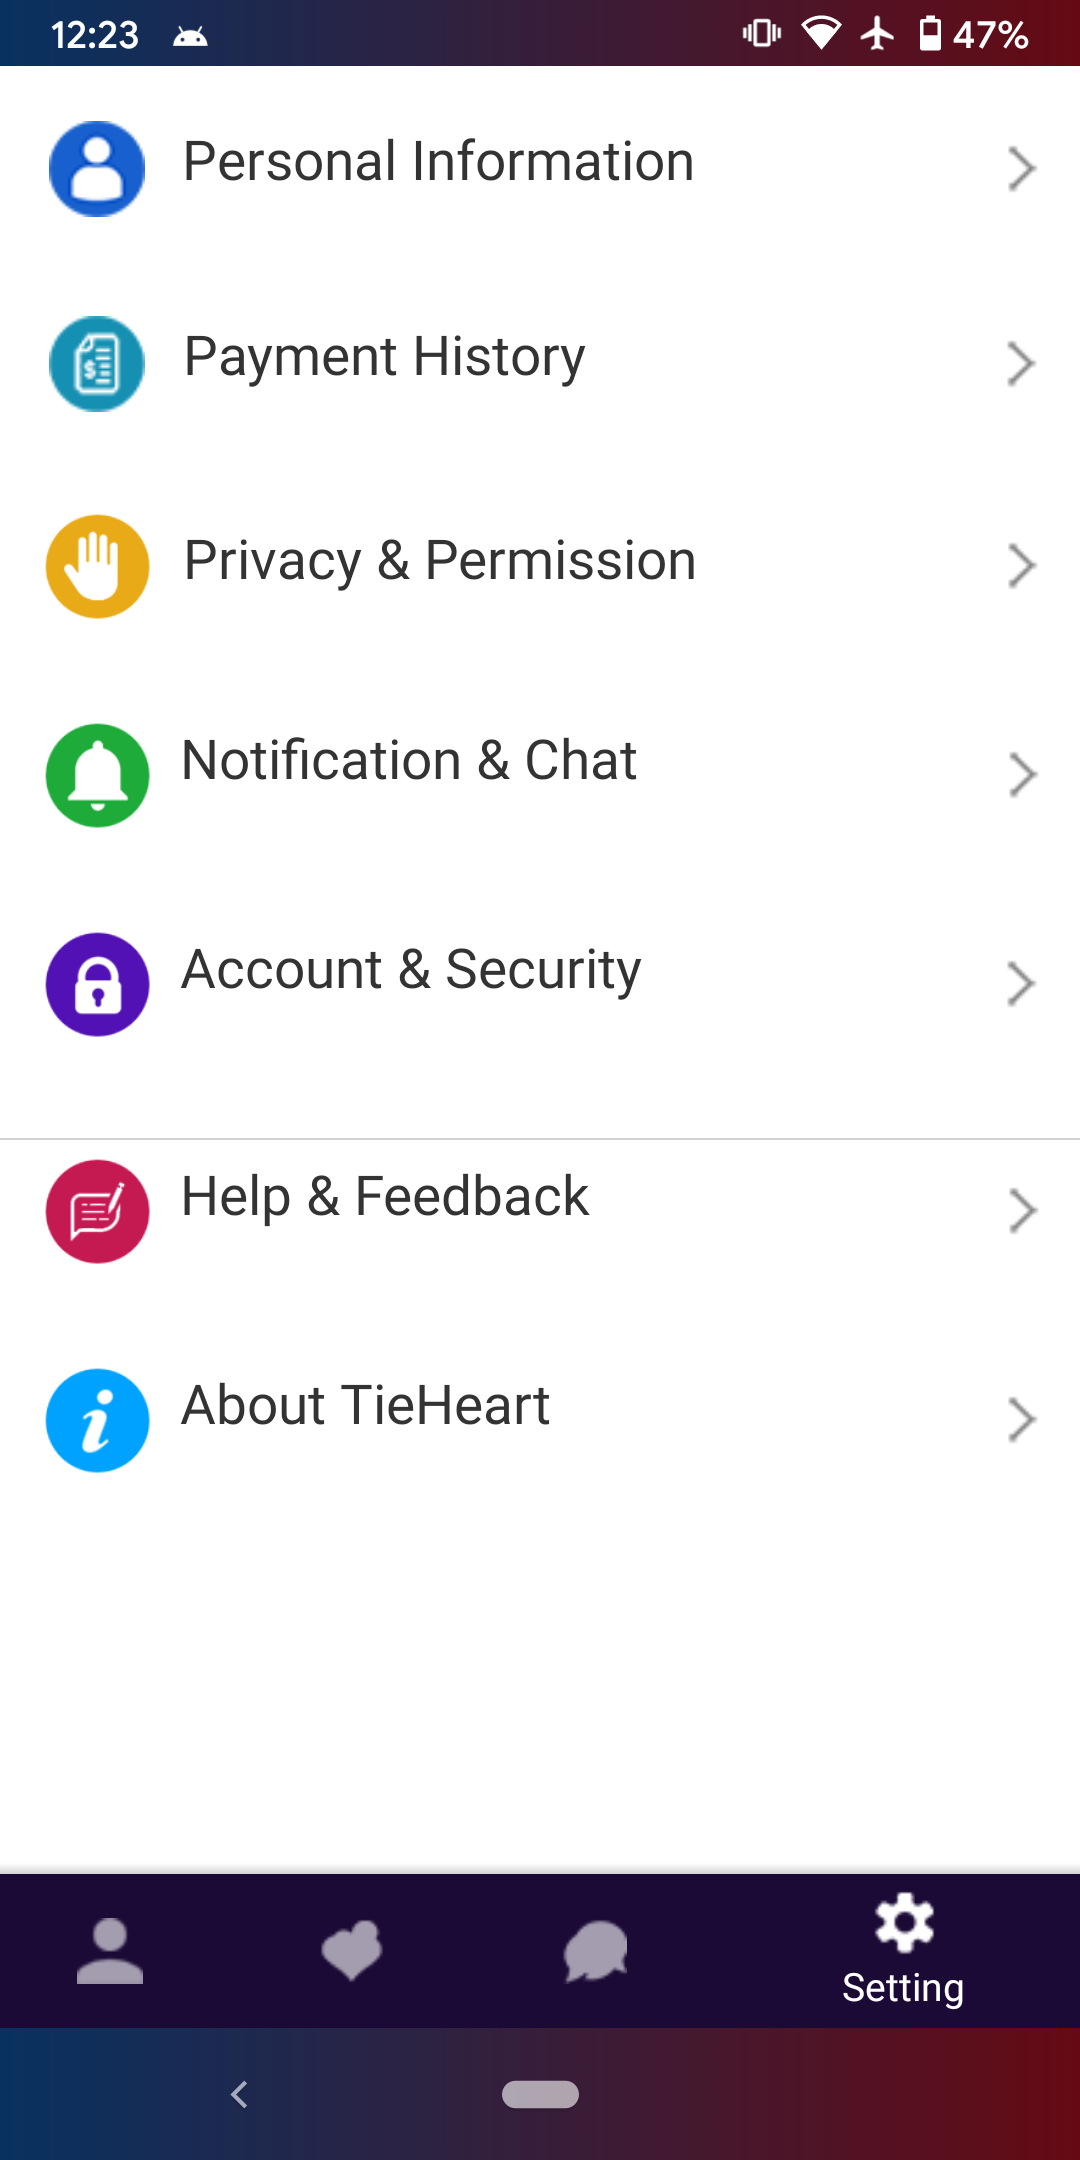 12:23
47%
Personal Information
Payment History
Privacy & Permission
Notification & Chat
Account & Security
Help & Feedback
About TieHeart
Setting